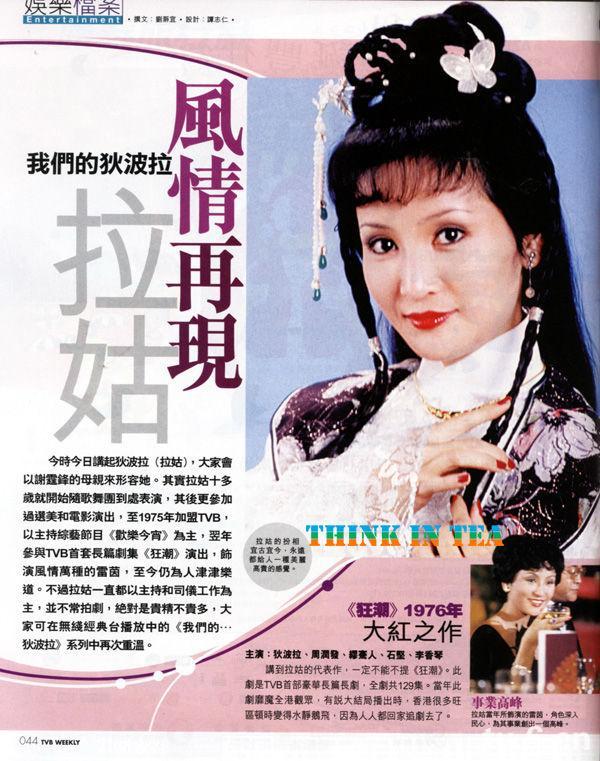 娛樂檔案
Entertainment
•撰文：劉靜宜•設計：譚志仁•
風情再現
我們的狄波拉
拉姑
今時今日講起狄波拉（拉姑），大家會
以謝霆鋒的母親來形容她。其實拉姑十多
歲就開始隨歌舞團到處表演，其後更參加
過選美和電影演出，至1975年加盟TVB，
以主持綜藝節目《歡樂今宵》為主，翌年
參與TVB首套長篇劇集《狂潮》演出，飾
演風情萬種的雷茵，至今仍為人津津樂
道。不過拉姑一直都以主持和司儀工作為
主，並不常拍劇，絕對是貴精不貴多，大
家可在無綫經典台播放中的《我們的…
狄波拉》系列中再次重溫。
拉姑的扮相
宜古宜今，永遠
都給人一種美麗
高貴的感覺。
THINK IN TEA
《狂潮》1976年
大紅之作
主演：狄波拉、周潤發、繆騫人、石堅、李香琴
講到拉姑的代表作，一定不能不提《狂潮》。此
劇是TVB首部豪華長篇長劇，全劇共129集。當年此
劇靡魔全港觀眾，有説大結局播出時，香港很多旺
區頓時變得水靜鵝飛，因為人人都回家追劇去了。
事業高峰
拉姑當年所飾演的雷茵，角色深入
民心，為其事業創出一個高峰。
044 TVB WEEKLY